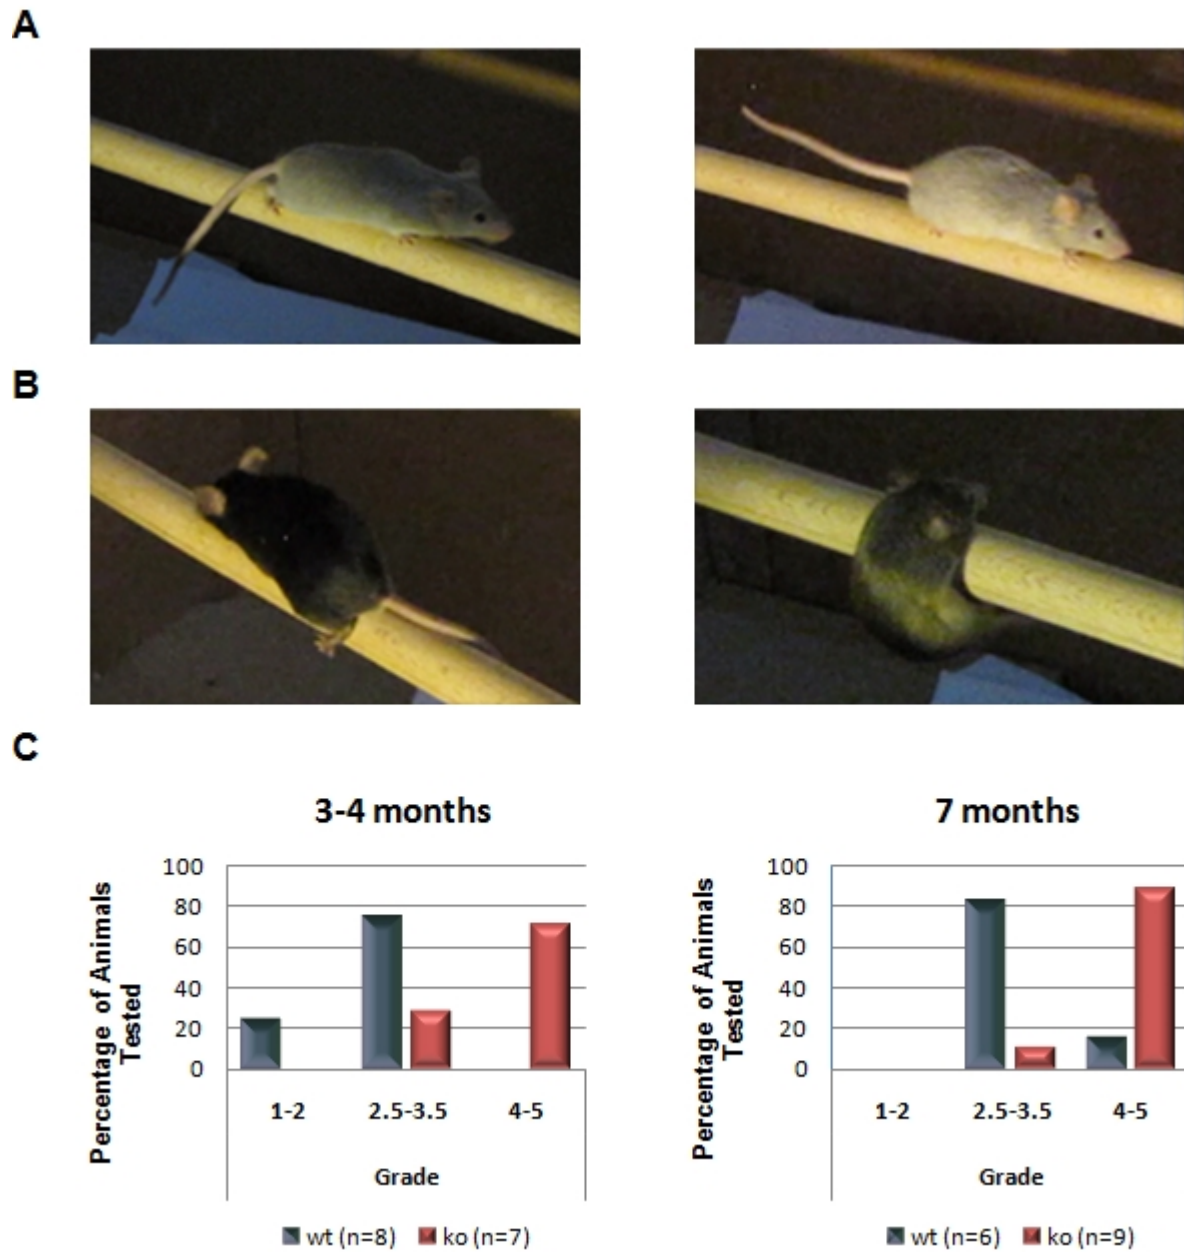 A
B
C
3-4 months
Percentage of Animals
Tested
100
80
60
40
20
0
1-2 2.5-3.5 4-5
Grade
wt (n=8) ko (n=7)
7 months
Percentage of Animals
Tested
100
80
60
40
20
0
1-2 2.5-3.5 4-5
Grade
wt (n=6) ko (n=9)